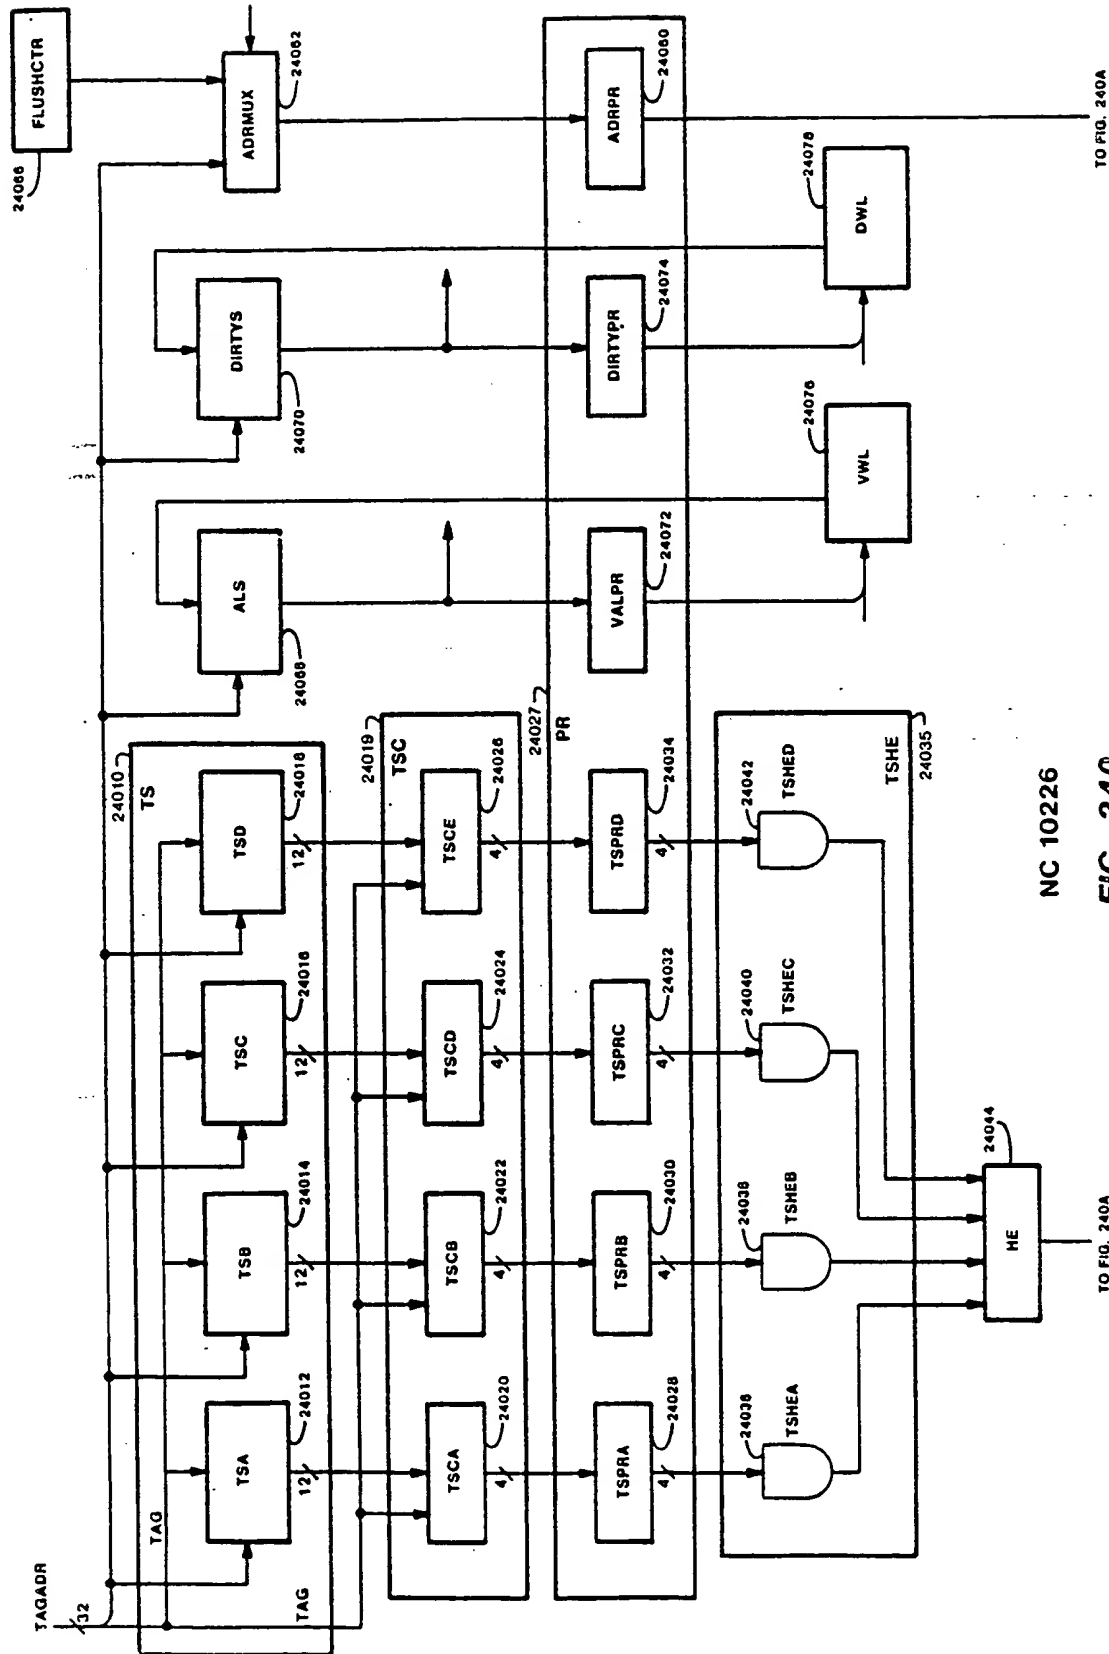 TAGADR
32
TAG
TAG
24010
TS
TSA
24012
12
TSB
24014
12
TSC
24016
12
TSD
24018
12
24019
TSC
TSCA
24020
4
TSCB
24022
4
TSCD
24024
4
TSCE
24026
4
24027
PR
TSPRA
24028
4
TSPRB
24030
4
TSPRC
24032
4
TSPRD
24034
4
24036
TSHEA
24038
TSHEB
24040
TSHEC
24042
TSHED
TSHE
24035
HE
24044
TO FIG. 240A
ALS
24068
VALPR
24072
VWL
24076
DIRTYS
24070
DIRTYPR
24074
DWL
24078
FLUSHCTR
24066
ADRMUX
24062
ADRPR
24060
TO FIG. 240A
NC 10226
FIG. 240